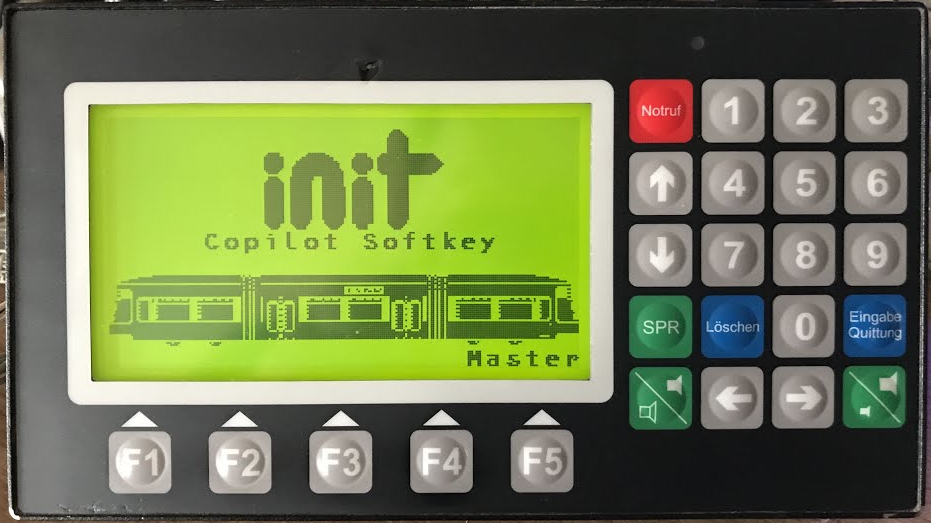 init
Copilot Softkey
Master
Notruf 1 2 3
4 5 6
7 8 9
SPR Löschen 0 Eingabe
Quittung
F1 F2 F3 F4 F5